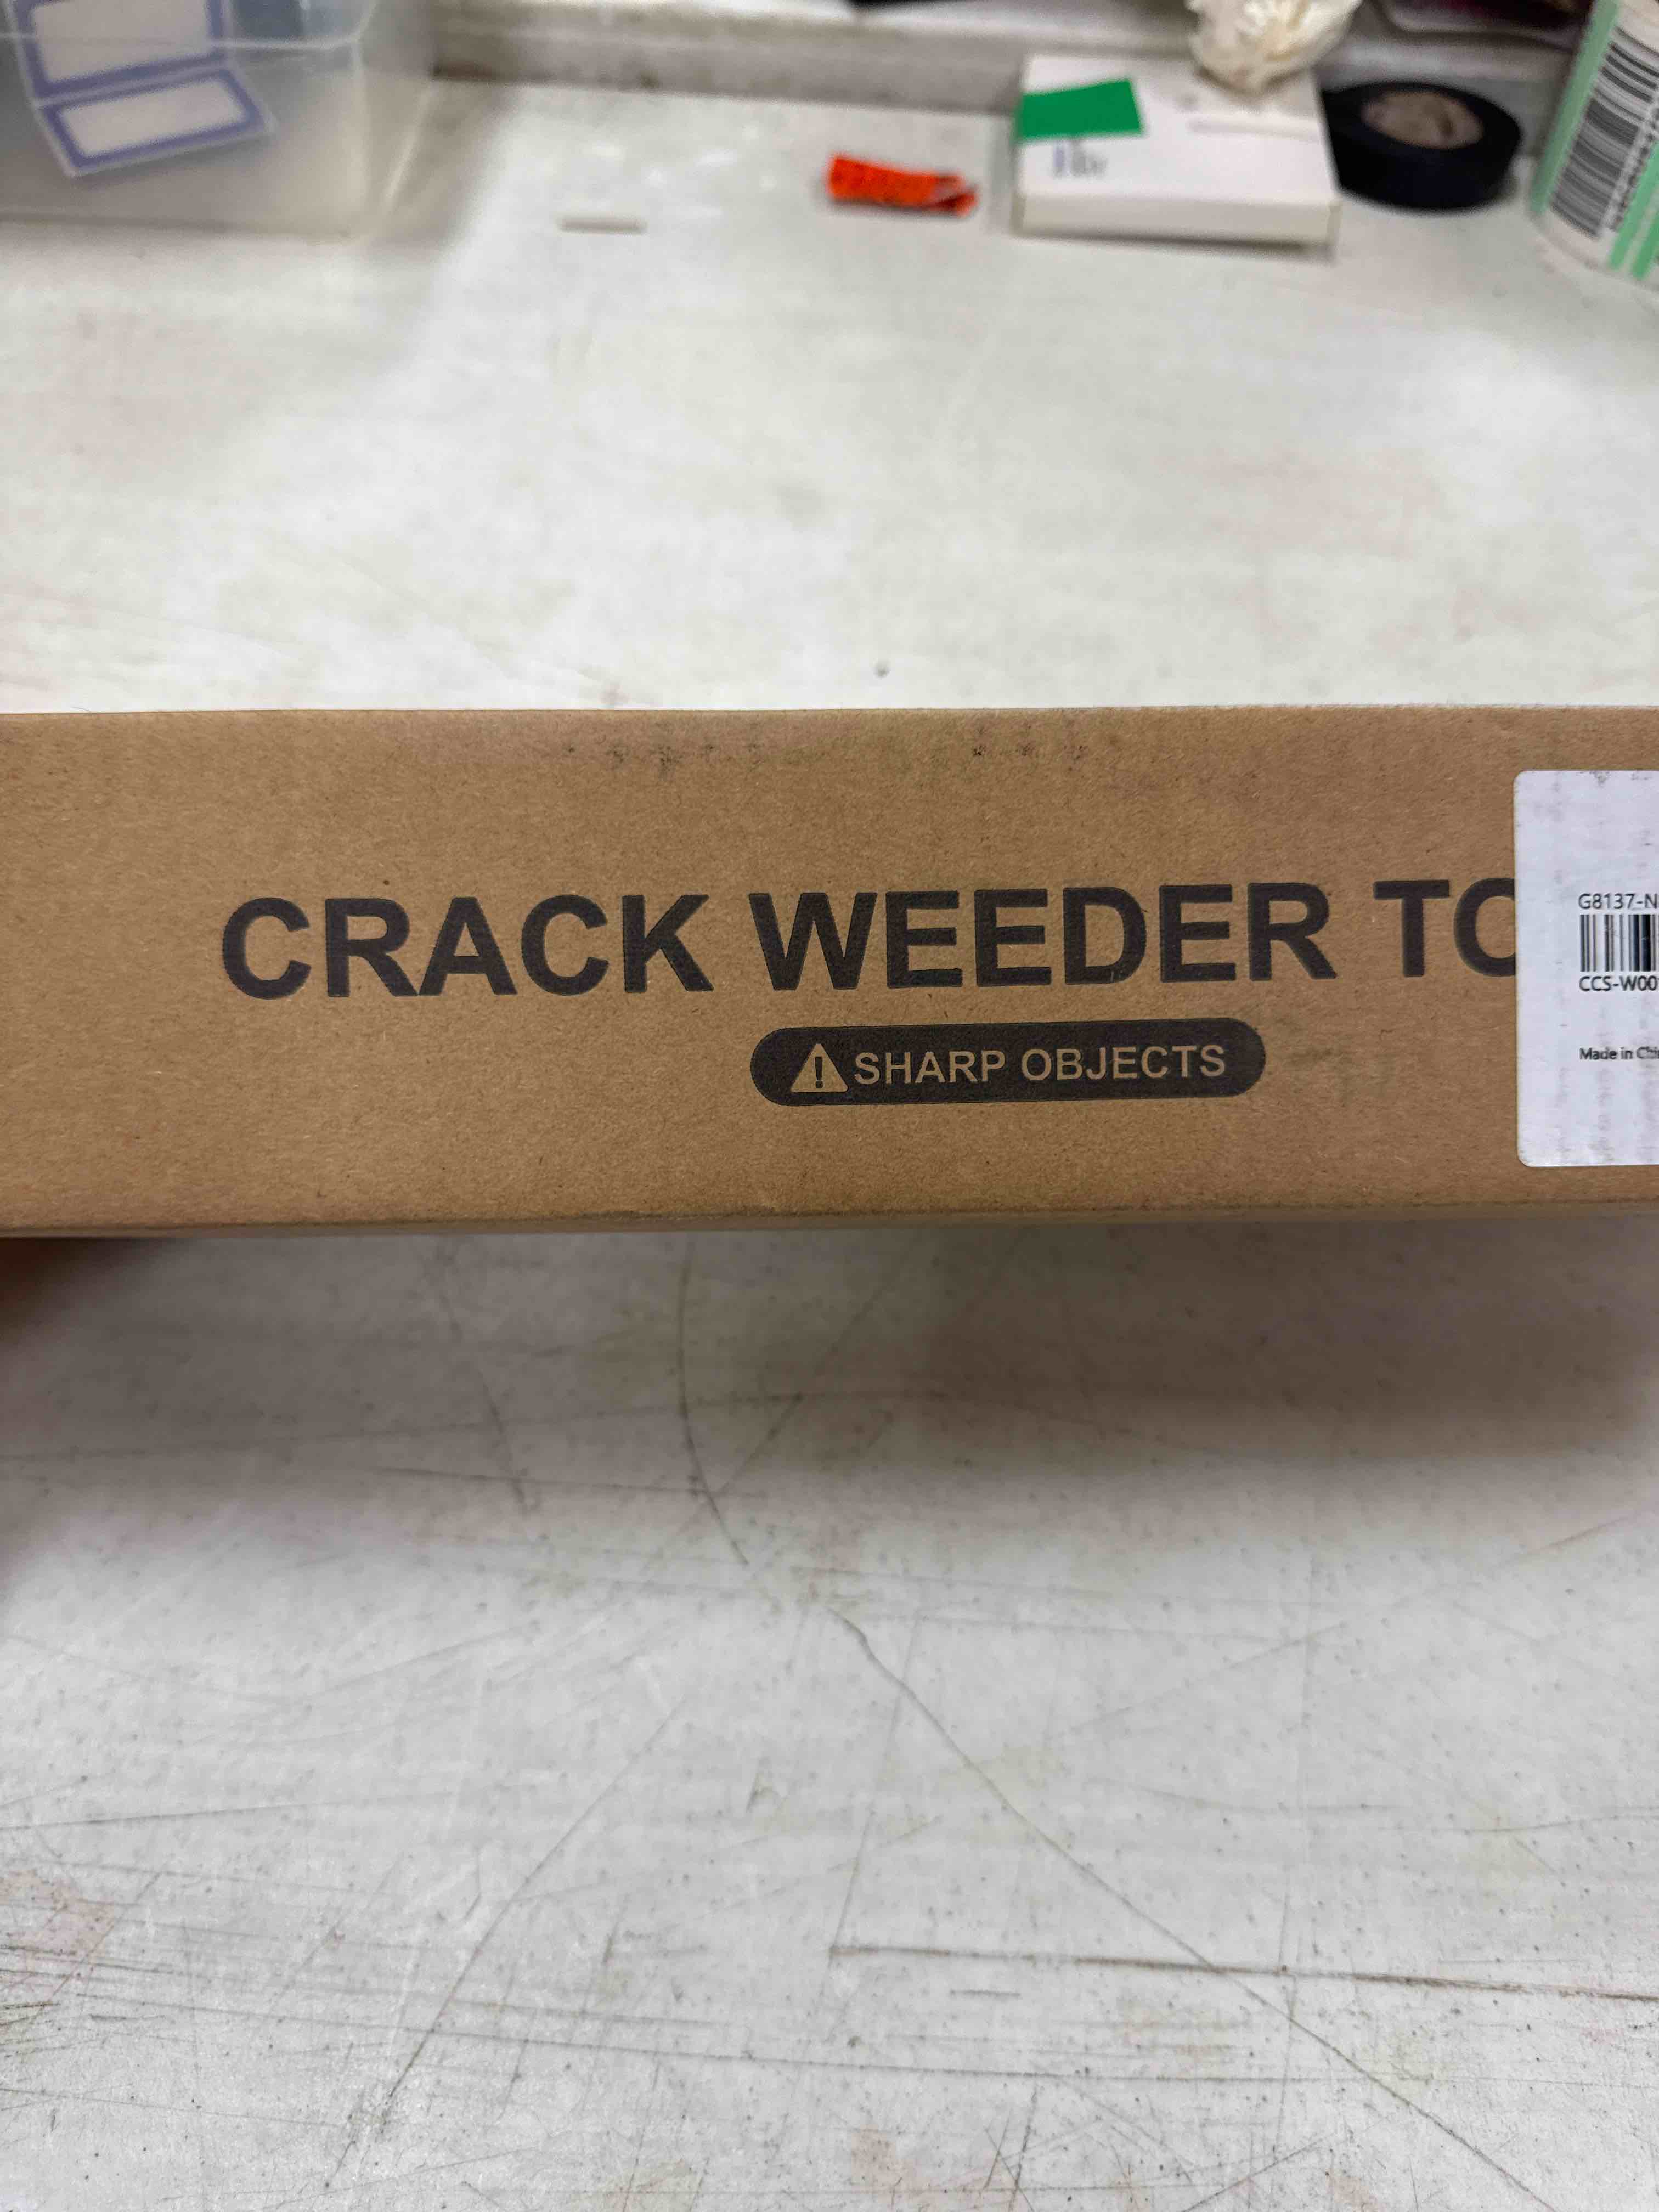 CRACK WEEDER TO
SHARP OBJECTS
G8137-N
CCS-W00
Made in Chi